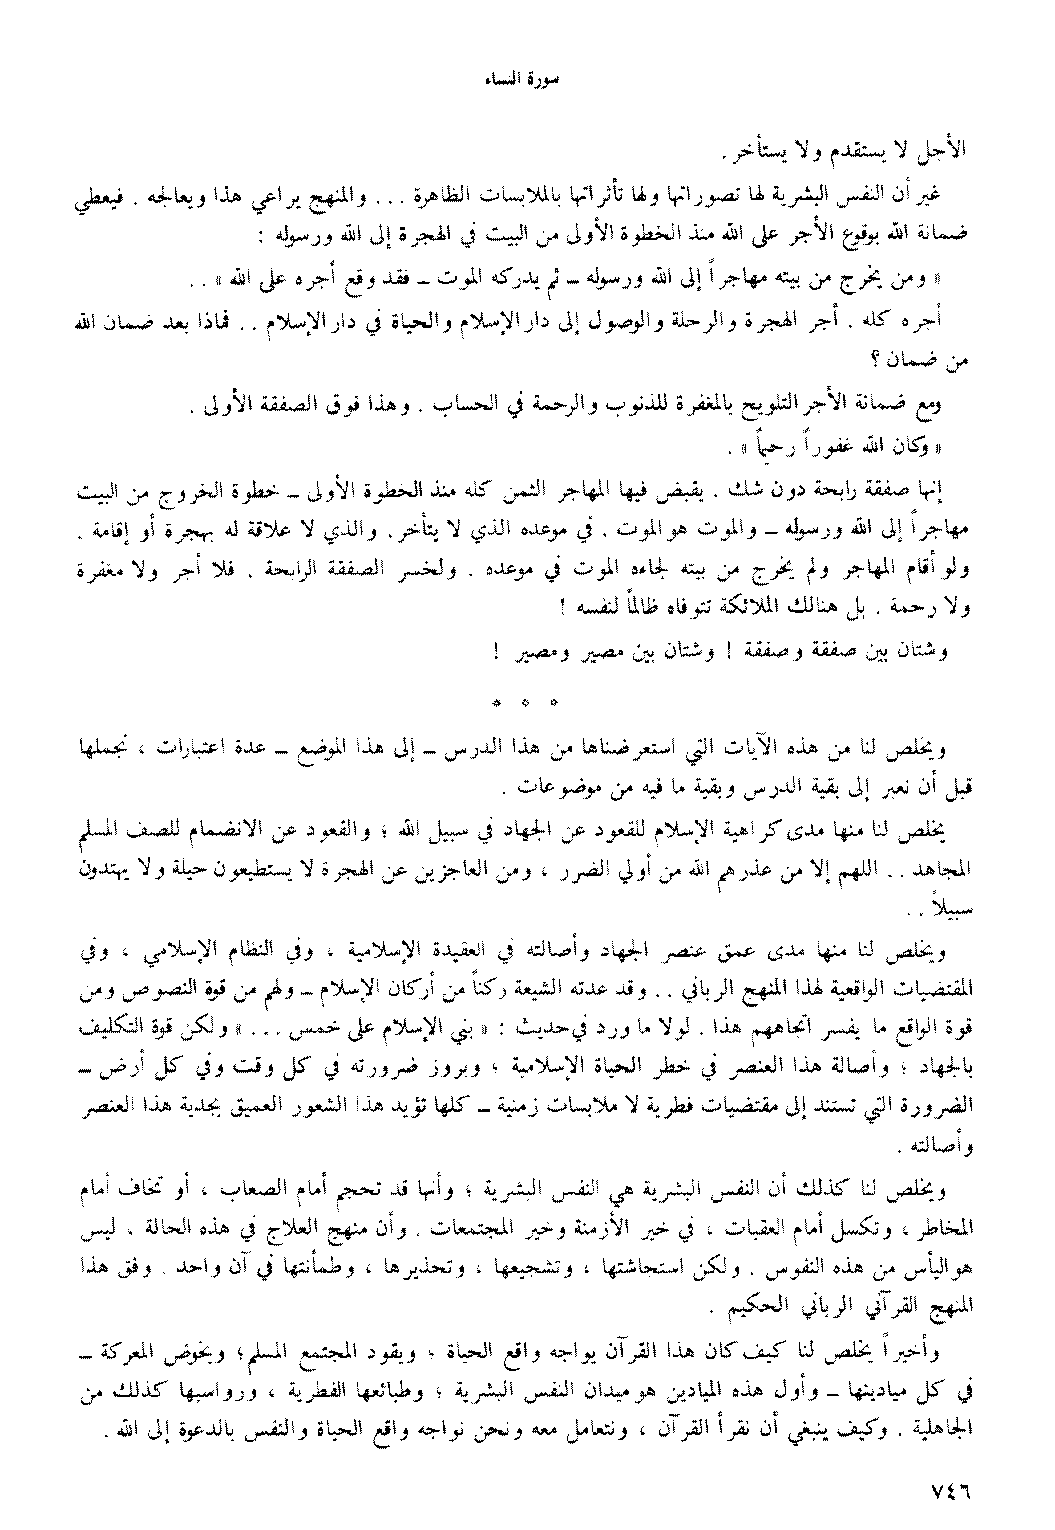 سورة النساء
الأجل لا يستقدم ولا يستأخر .
غير أن النفس البشرية لها تصوراتها ولها تأثراتها بالملابسات الظاهرة ... والمنهج يراعي هذا ويعالجه . فيعطي
ضمانة الله بوقوع الأجر على الله منذ الخطوة الأولى من البيت في الهجرة إلى الله ورسوله :
« ومن يخرج من بيته مهاجراً إلى الله ورسوله – ثم يدركه الموت – فقد وقع أجره على الله » . .
أجره كله . أجر الهجرة والرحلة والوصول إلى دار الإسلام والحياة في دار الإسلام .. فماذا بعد ضمان الله
من ضمان ؟
ومع ضمانة الأجر التلويح بالمغفرة للذنوب والرحمة في الحساب . وهذا فوق الصفقة الأولى .
« وكان الله غفوراً رحيماً » .
إنها صفقة رابحة دون شك . يقبض فيها المهاجر الثمن كله منذ الخطوة الأولى – خطوة الخروج من البيت
مهاجراً إلى الله ورسوله – والموت هو الموت . في موعده الذي لا يتأخر . والذي لا علاقة له بهجرة أو إقامة .
ولو أقام المهاجر ولم يخرج من بيته لجاءه الموت في موعده . ولخسر الصفقة الرابحة . فلا أجر ولا مغفرة
ولا رحمة . بل هنالك الملائكة تتوفاه ظالماً لنفسه !
وشتان بين صفقة وصفقة ! وشتان بين مصير ومصير !
* * *
ويخلص لنا من هذه الآيات التي استعرضناها من هذا الدرس – إلى هذا الموضع – عدة اعتبارات ، نجملها
قبل أن نعبر إلى بقية الدرس وبقية ما فيه من موضوعات .
يخلص لنا منها مدى كراهية الإسلام للقعود عن الجهاد في سبيل الله ؛ والقعود عن الانضمام للصف المسلم
المجاهد .. اللهم إلا من عذرهم الله من أولي الضرر ، ومن العاجزين عن الهجرة لا يستطيعون حيلة ولا يهتدون
سبيلاً . .
ويخلص لنا منها مدى عمق عنصر الجهاد وأصالته في العقيدة الإسلامية ، وفي النظام الإسلامي ، وفي
المقتضيات الواقعية لهذا المنهج الرباني .. وقد عدته الشيعة ركناً من أركان الإسلام – ولهم من قوة النصوص ومن
قوة الواقع ما يفسر اتجاههم هذا . لولا ما ورد في حديث : « بني الإسلام على خمس ... » ولكن قوة التكليف
بالجهاد ؛ وأصالة هذا العنصر في خطر الحياة الإسلامية ؛ وبروز ضرورته في كل وقت وفي كل أرض –
الضرورة التي تستند إلى مقتضيات فطرية لا ملابسات زمنية – كلها تؤيد هذا الشعور العميق بجدية هذا العنصر
وأصالته .
ويخلص لنا كذلك أن النفس البشرية هي النفس البشرية ؛ وأنها قد تحجم أمام الصعاب ، أو تخاف أمام
المخاطر ، وتكسل أمام العقبات ، في خير الأزمنة وخير المجتمعات . وأن منهج العلاج في هذه الحالة ، ليس
هو اليأس من هذه النفوس . ولكن استجاشتها ، وتشجيعها ، وتحذيرها ، وطمأنتها في آن واحد . وفق هذا
المنهج القرآني الرباني الحكيم .
وأخيراً يخلص لنا كيف كان هذا القرآن يواجه واقع الحياة ؛ ويقود المجتمع المسلم؛ ويخوض المعركة –
في كل ميادينها – وأول هذه الميادين هو ميدان النفس البشرية ؛ وطبائعها الفطرية ، ورواسبها كذلك من
الجاهلية . وكيف ينبغي أن نقرأ القرآن ، ونتعامل معه ونحن نواجه واقع الحياة والنفس بالدعوة إلى الله .
٧٤٦